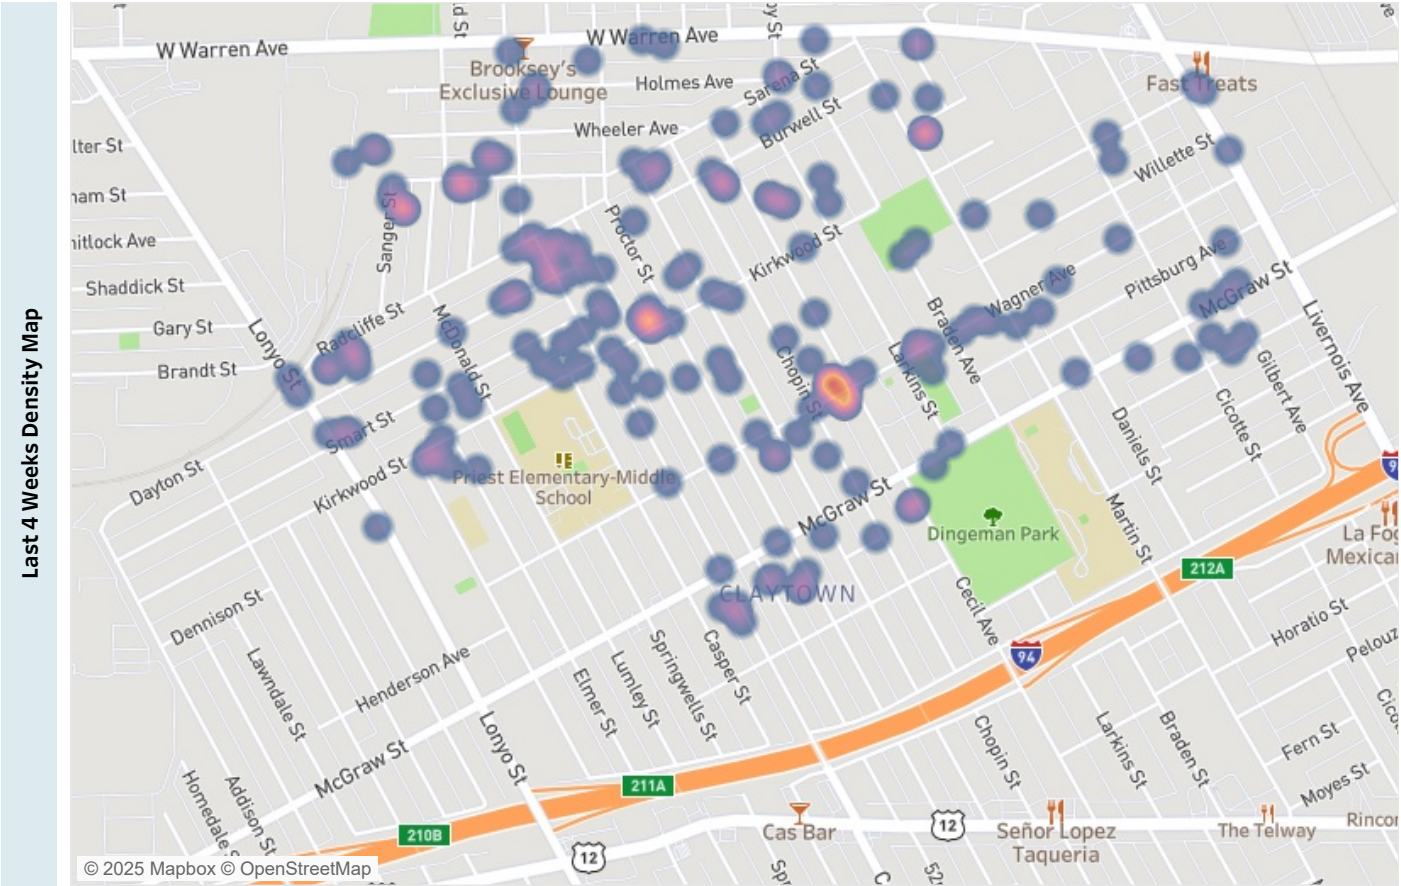 Last 4 Weeks Density Map
W Warren Ave
W Warren Ave
Brooksey's
Exclusive Lounge
Holmes Ave
Sarena St
Fast Treats
Wheeler Ave
Burwell St
Willette St
Sanger St
Proctor St
Kirkwood St
Shaddick St
Wagner Ave
Pittsburg Ave
McGraw St
Gary St
Brandt St
Lonyo St
Radcliffe St
McDonald St
Chopin St
Larkins St
Braden Ave
Livernois Ave
Gilbert Ave
Cicotte St
Daniels St
Smart St
Dayton St
Kirkwood St
Priest Elementary-Middle
School
McGraw St
Dingeman Park
Martin St
212A
CLAYTOWN
Cecil Ave
94
Dennison St
Lawndale St
Henderson Ave
Elmer St
Lumley St
Springwells St
Casper St
Horatio St
McGraw St
Lonyo St
Chopin St
Larkins St
Braden St
Fern St
Moyes St
Addison St
211A
210B
12
Cas Bar
12
Señor Lopez
Taqueria
The Telway
© 2025 Mapbox © OpenStreetMap